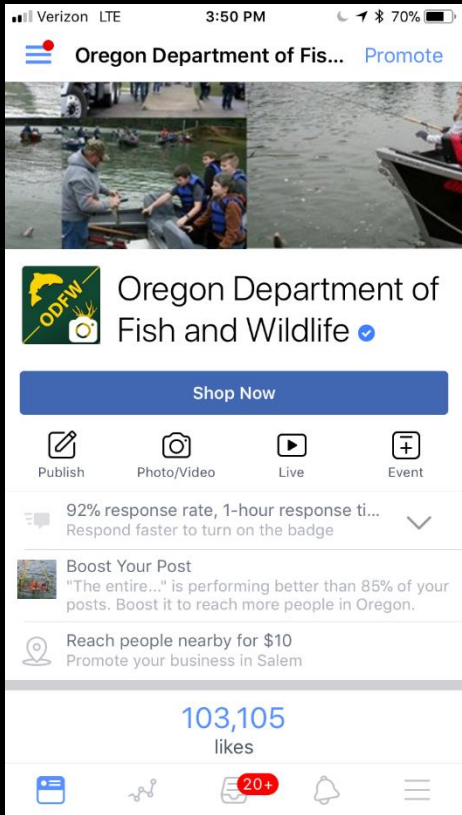 Verizon LTE 3:50 PM 70%
Oregon Department of Fis... Promote
ODFW
Oregon Department of
Fish and Wildlife
Shop Now
Publish Photo/Video Live Event
92% response rate, 1-hour response ti...
Respond faster to turn on the badge
Boost Your Post
"The entire..." is performing better than 85% of your
posts. Boost it to reach more people in Oregon.
Reach people nearby for $10
Promote your business in Salem
103,105
likes
20+